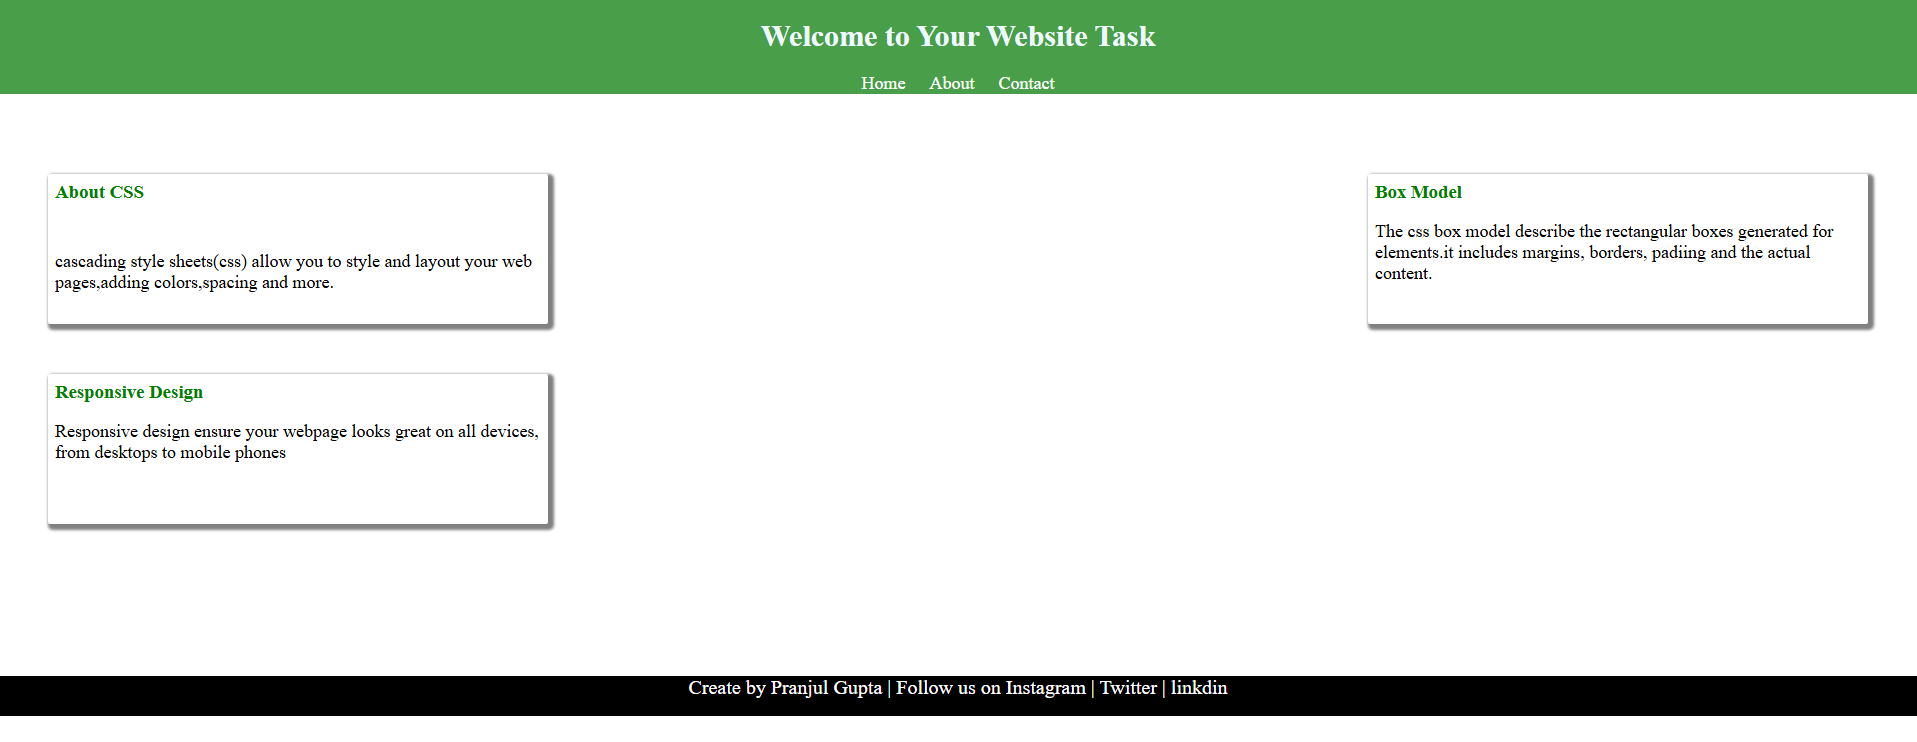 Welcome to Your Website Task
Home About Contact
About CSS
cascading style sheets(css) allow you to style and layout your web
pages,adding colors,spacing and more.
Box Model
The css box model describe the rectangular boxes generated for
elements.it includes margins, borders, padiing and the actual
content.
Responsive Design
Responsive design ensure your webpage looks great on all devices,
from desktops to mobile phones
Create by Pranjul Gupta | Follow us on Instagram | Twitter | linkdin